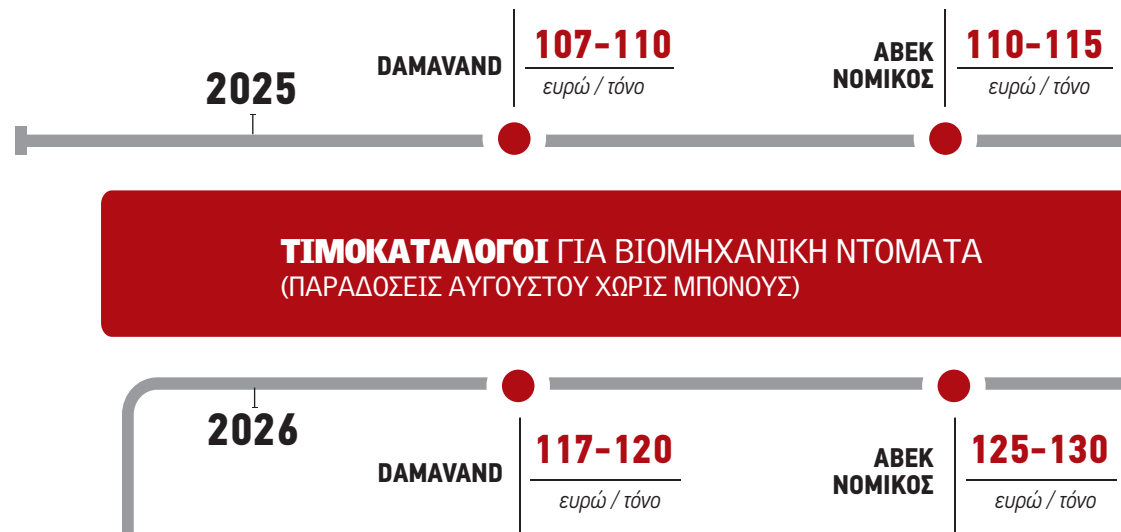 2025
DAMAVAND
107-110
ευρώ / τόνο
ΑΒΕΚ
ΝΟΜΙΚΟΣ
110-115
ευρώ / τόνο
ΤΙΜΟΚΑΤΑΛΟΓΟΙ ΓΙΑ ΒΙΟΜΗΧΑΝΙΚΗ ΝΤΟΜΑΤΑ
(ΠΑΡΑΔΟΣΕΙΣ ΑΥΓΟΥΣΤΟΥ ΧΩΡΙΣ ΜΠΟΝΟΥΣ)
2026
DAMAVAND
117-120
ευρώ / τόνο
ΑΒΕΚ
ΝΟΜΙΚΟΣ
125-130
ευρώ / τόνο